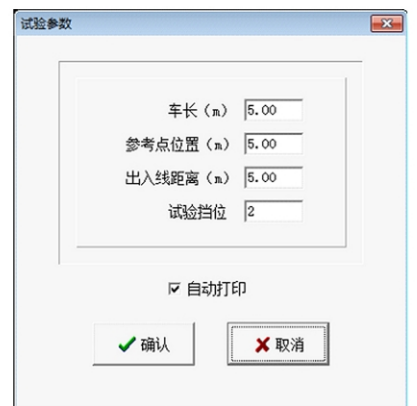 试验参数
车长（m） 5.00
参考点位置（m） 5.00
出入线距离（m） 5.00
试验挡位 2
自动打印
确认 取消